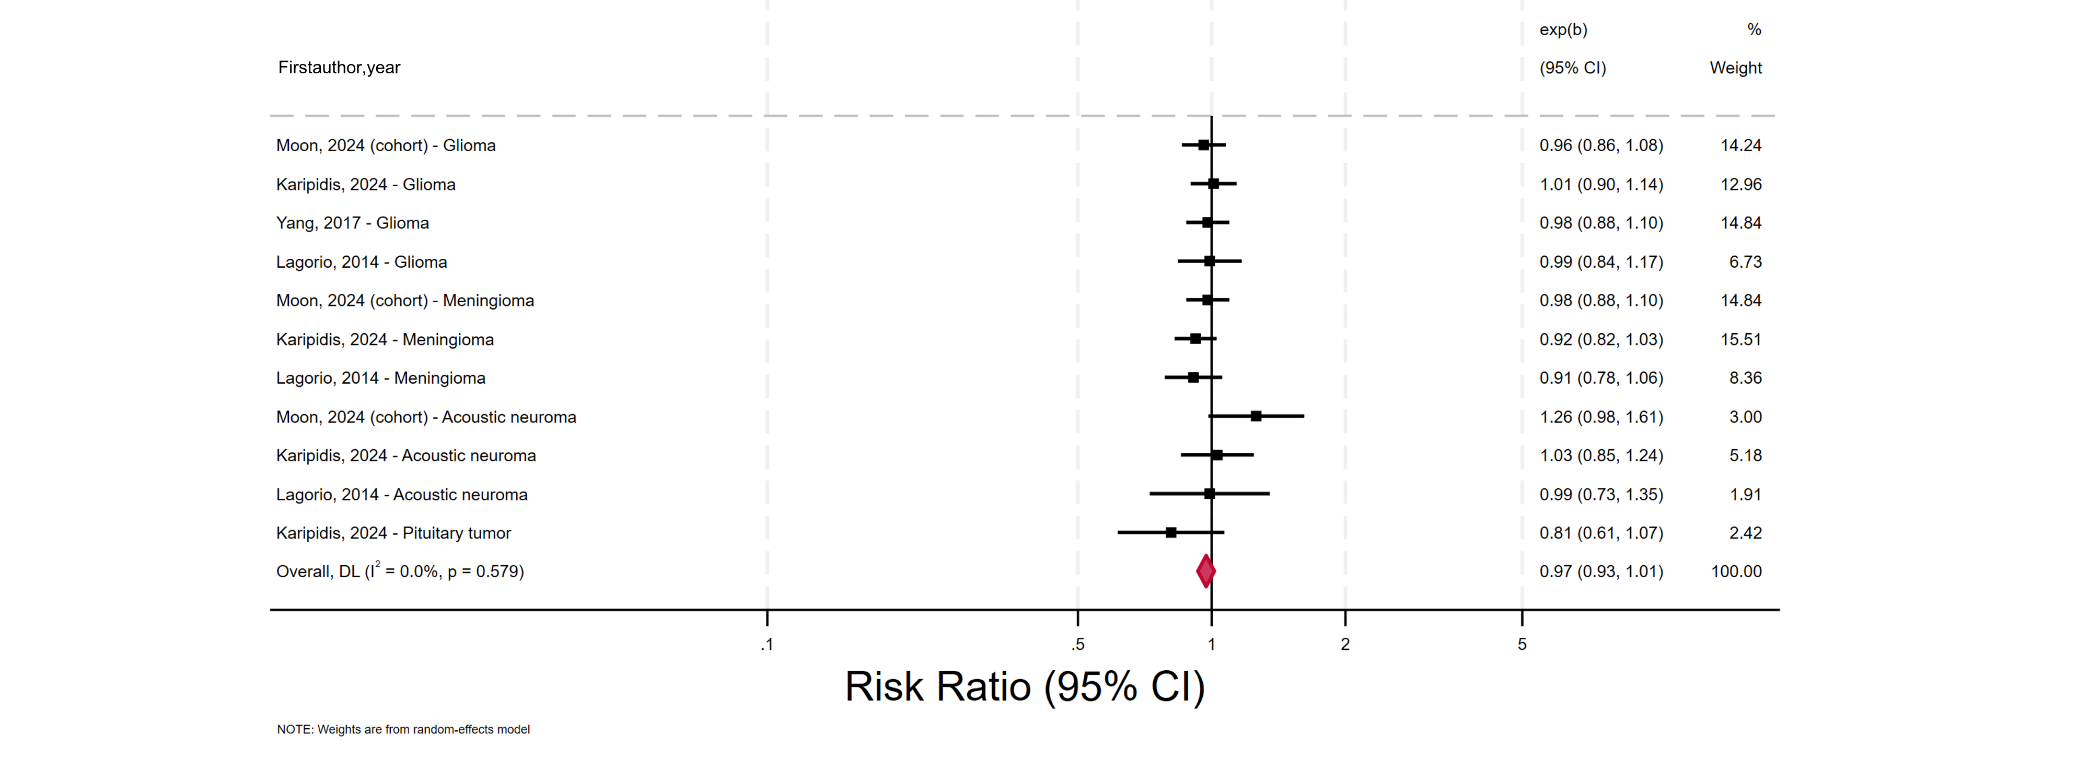 exp(b) %
Firstauthor,year (95% CI) Weight
Moon, 2024 (cohort) - Glioma 0.96 (0.86, 1.08) 14.24
Karipidis, 2024 - Glioma 1.01 (0.90, 1.14) 12.96
Yang, 2017 - Glioma 0.98 (0.88, 1.10) 14.84
Lagorio, 2014 - Glioma 0.99 (0.84, 1.17) 6.73
Moon, 2024 (cohort) - Meningioma 0.98 (0.88, 1.10) 14.84
Karipidis, 2024 - Meningioma 0.92 (0.82, 1.03) 15.51
Lagorio, 2014 - Meningioma 0.91 (0.78, 1.06) 8.36
Moon, 2024 (cohort) - Acoustic neuroma 1.26 (0.98, 1.61) 3.00
Karipidis, 2024 - Acoustic neuroma 1.03 (0.85, 1.24) 5.18
Lagorio, 2014 - Acoustic neuroma 0.99 (0.73, 1.35) 1.91
Karipidis, 2024 - Pituitary tumor 0.81 (0.61, 1.07) 2.42
Overall, DL (I² = 0.0%, p = 0.579) 0.97 (0.93, 1.01) 100.00
.1 .5 1 2 5
Risk Ratio (95% CI)
NOTE: Weights are from random-effects model